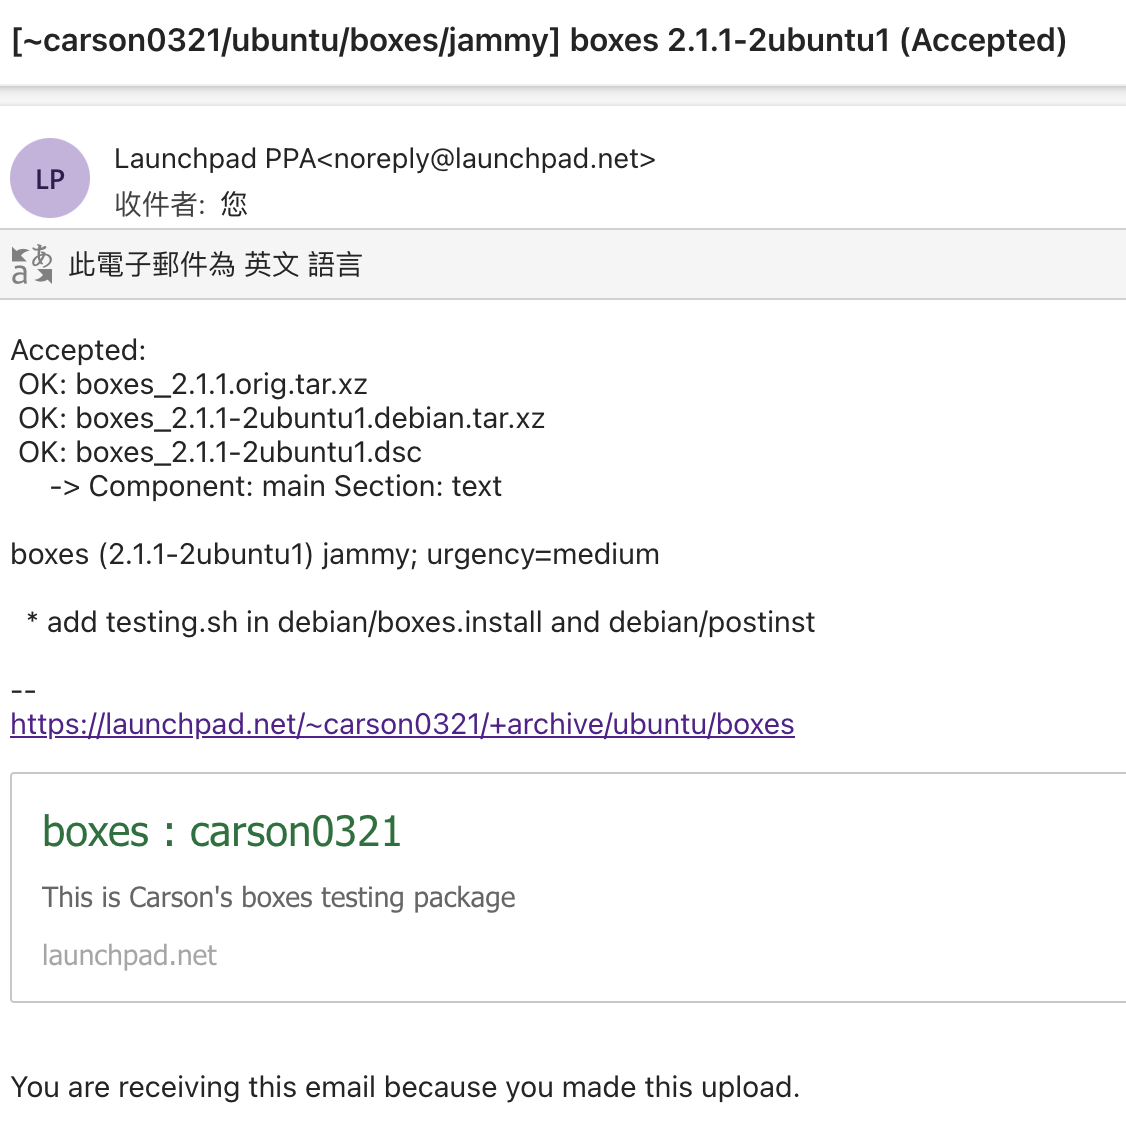 [~carson0321/ubuntu/boxes/jammy] boxes 2.1.1-2ubuntu1 (Accepted)
LP
Launchpad PPA<noreply@launchpad.net>
收件者: 您
あa
此電子郵件為 英文 語言
Accepted:
OK: boxes_2.1.1.orig.tar.xz
OK: boxes_2.1.1-2ubuntu1.debian.tar.xz
OK: boxes_2.1.1-2ubuntu1.dsc
-> Component: main Section: text
boxes (2.1.1-2ubuntu1) jammy; urgency=medium
* add testing.sh in debian/boxes.install and debian/postinst
--
https://launchpad.net/~carson0321/+archive/ubuntu/boxes
boxes : carson0321
This is Carson's boxes testing package
launchpad.net
You are receiving this email because you made this upload.